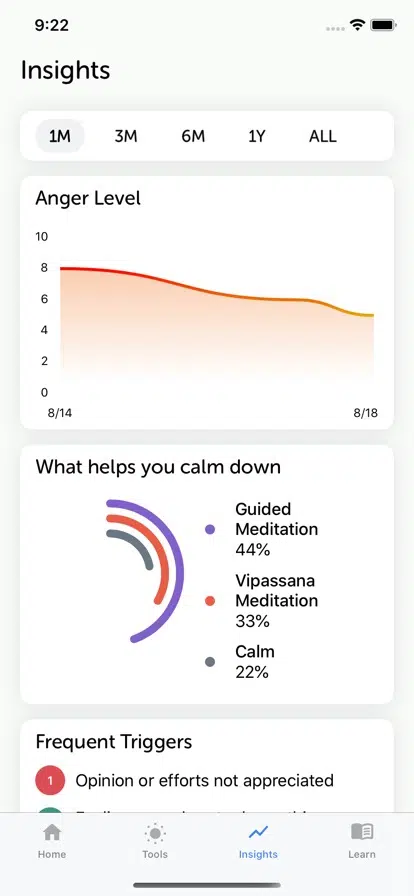 9:22
Insights
1M 3M 6M 1Y ALL
Anger Level
10
8
6
4
2
0
8/14 8/18
What helps you calm down
Guided
Meditation
44%
Vipassana
Meditation
33%
Calm
22%
Frequent Triggers
1 Opinion or efforts not appreciated
Home Tools Insights Learn